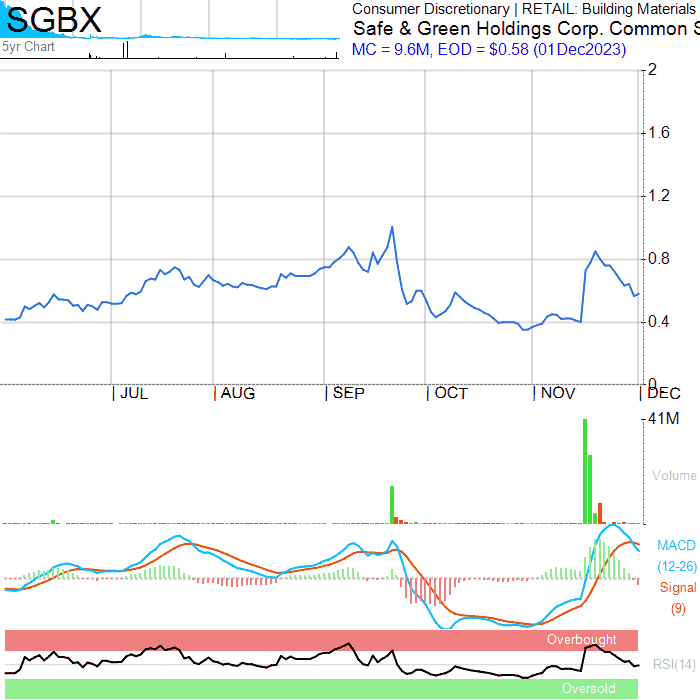 SGBX
5yr Chart
Consumer Discretionary | RETAIL: Building Materials
Safe & Green Holdings Corp. Common S
MC = 9.6M, EOD = $0.58 (01Dec2023)
2
1.6
1.2
0.8
0.4
0
JUL AUG SEP OCT NOV DEC
41M
Volume
MACD
(12-26)
Signal
(9)
Overbought
RSI(14)
Oversold